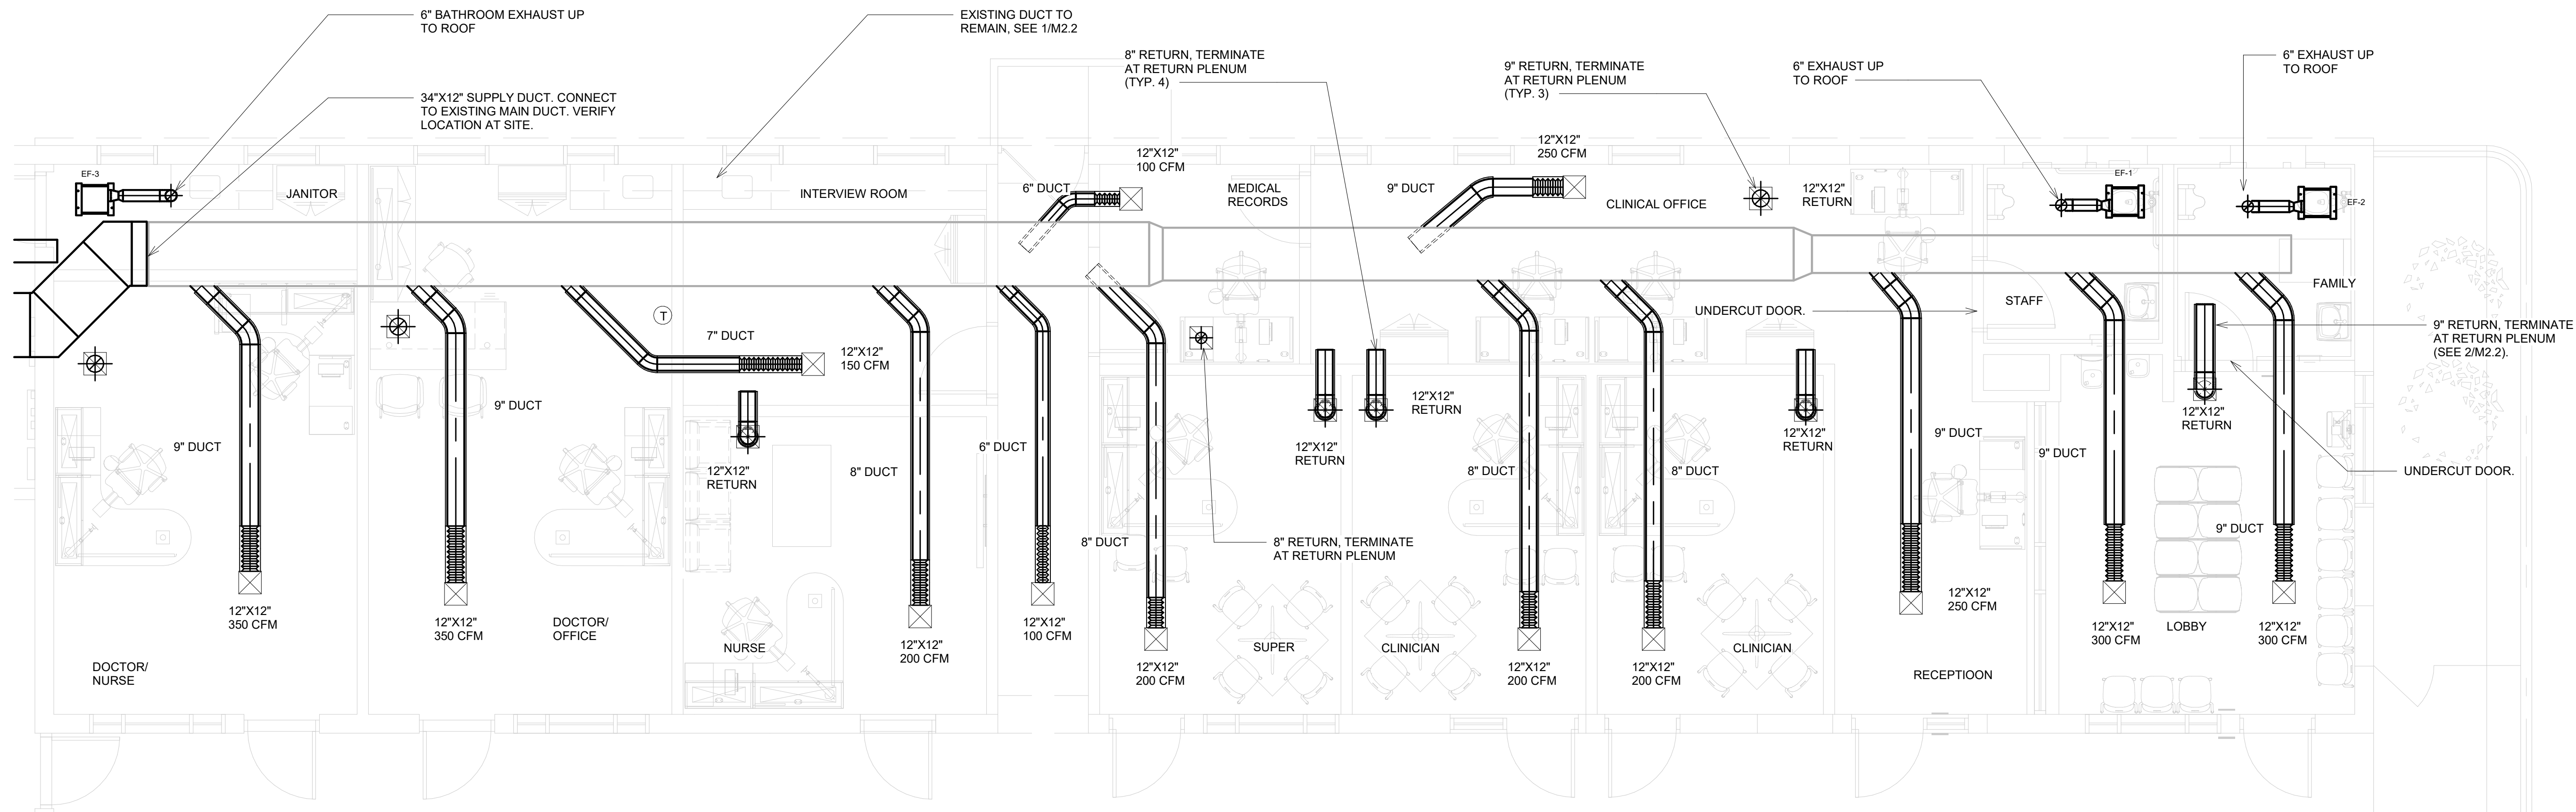 6" BATHROOM EXHAUST UP
TO ROOF
EXISTING DUCT TO
REMAIN, SEE 1/M2.2
8" RETURN, TERMINATE
AT RETURN PLENUM
(TYP. 4)
9" RETURN, TERMINATE
AT RETURN PLENUM
(TYP. 3)
6" EXHAUST UP
TO ROOF
6" EXHAUST UP
TO ROOF
34"X12" SUPPLY DUCT. CONNECT
TO EXISTING MAIN DUCT. VERIFY
LOCATION AT SITE.
12"X12"
100 CFM
12"X12"
250 CFM
EF-3
JANITOR
INTERVIEW ROOM
6" DUCT
MEDICAL
RECORDS
9" DUCT
CLINICAL OFFICE
12"X12"
RETURN
EF-1
EF-2
FAMILY
STAFF
UNDERCUT DOOR.
T
7" DUCT
12"X12"
150 CFM
9" RETURN, TERMINATE
AT RETURN PLENUM
(SEE 2/M2.2).
9" DUCT
9" DUCT
12"X12"
RETURN
8" DUCT
6" DUCT
12"X12"
RETURN
12"X12"
RETURN
8" DUCT
8" DUCT
12"X12"
RETURN
9" DUCT
9" DUCT
12"X12"
RETURN
UNDERCUT DOOR.
8" DUCT
8" RETURN, TERMINATE
AT RETURN PLENUM
9" DUCT
12"X12"
350 CFM
12"X12"
350 CFM
DOCTOR/
OFFICE
12"X12"
100 CFM
12"X12"
250 CFM
12"X12"
300 CFM
LOBBY
12"X12"
300 CFM
DOCTOR/
NURSE
NURSE
12"X12"
200 CFM
12"X12"
200 CFM
SUPER
CLINICIAN
12"X12"
200 CFM
12"X12"
200 CFM
CLINICIAN
RECEPTIOON